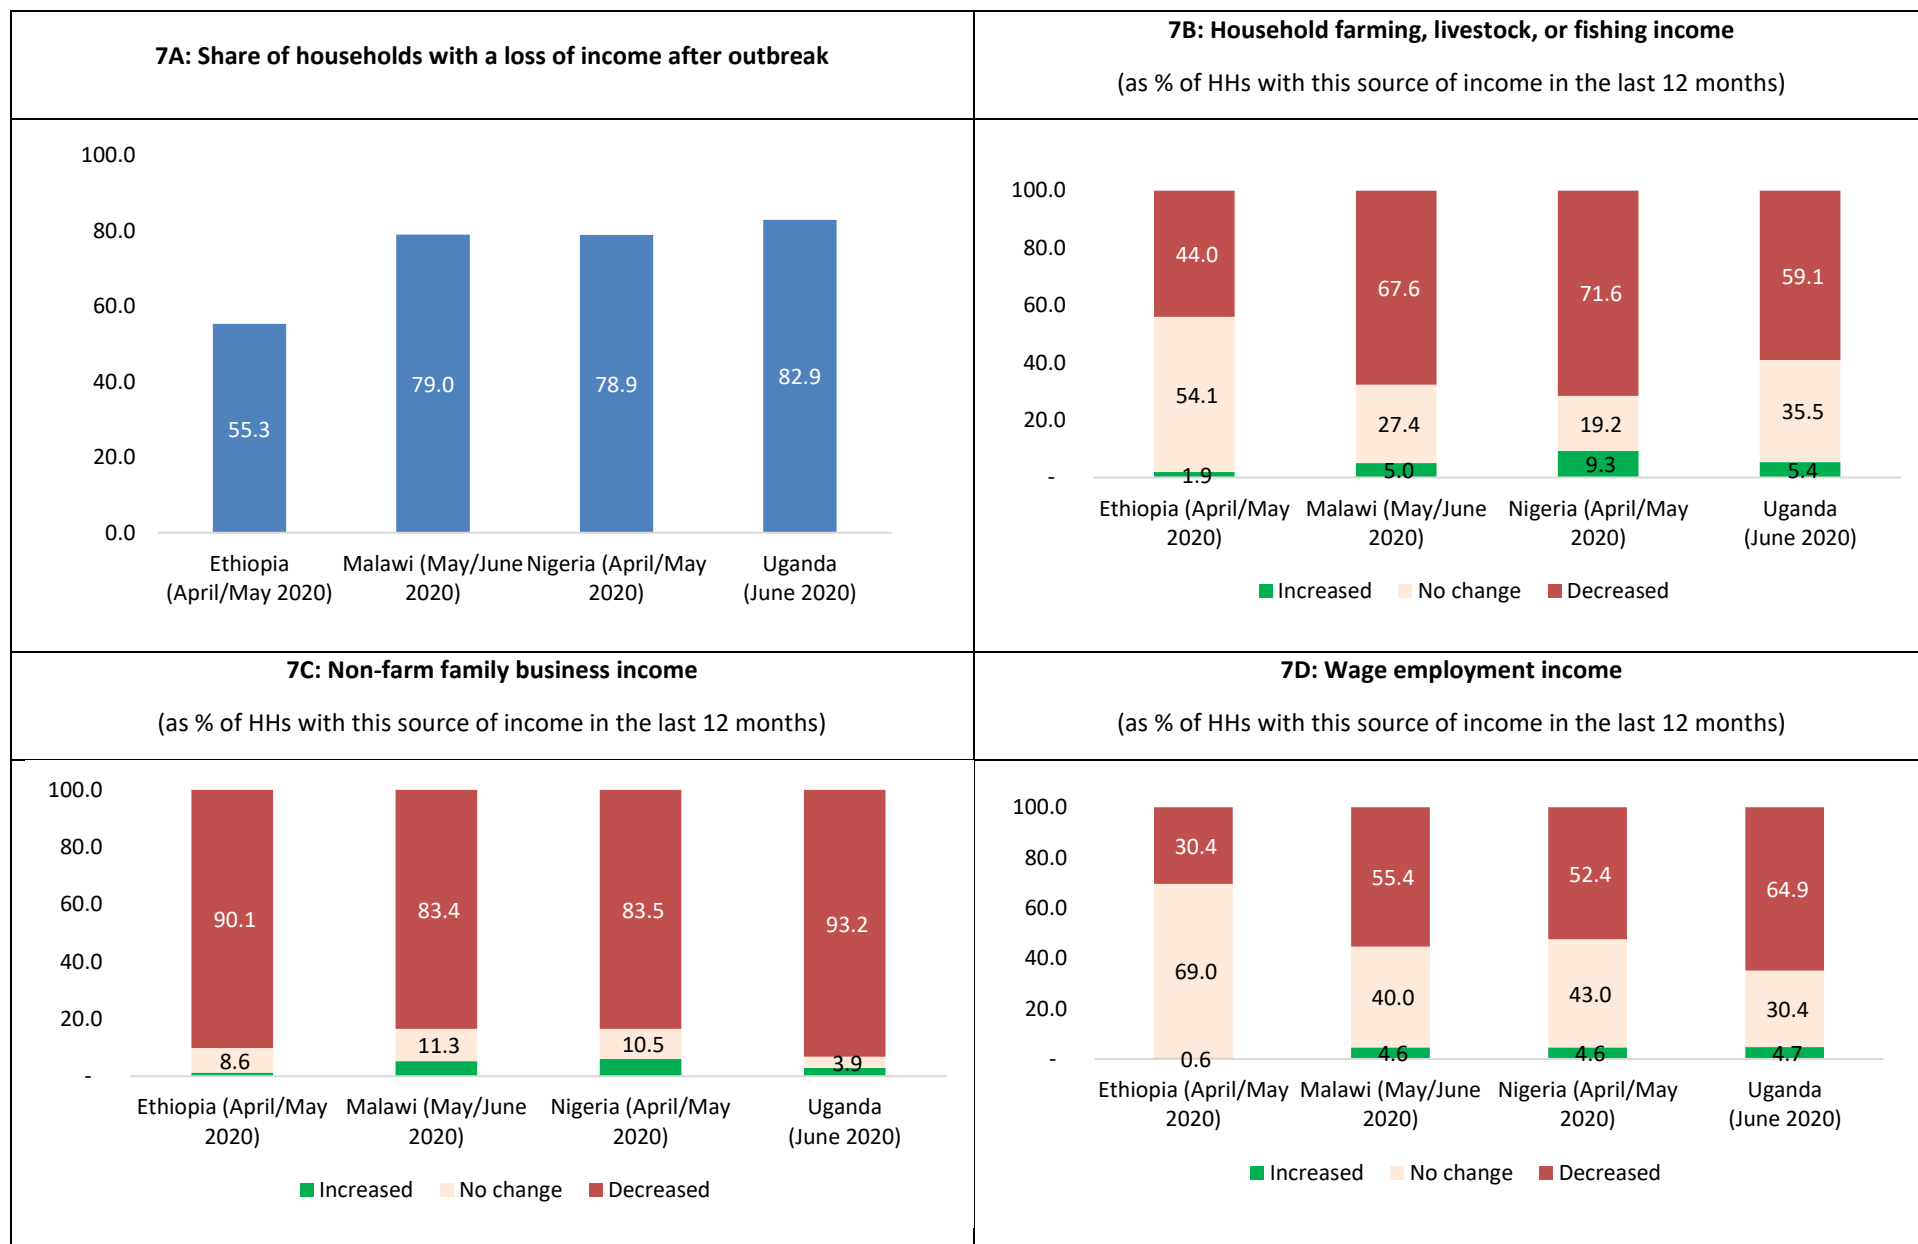 7A: Share of households with a loss of income after outbreak
100.0
80.0
60.0
40.0
20.0
0.0
55.3
79.0
78.9
82.9
Ethiopia
(April/May 2020)
Malawi (May/June
2020)
Nigeria (April/May
2020)
Uganda
(June 2020)
7B: Household farming, livestock, or fishing income
(as % of HHs with this source of income in the last 12 months)
100.0
80.0
60.0
40.0
20.0
-
44.0
54.1
1.9
67.6
27.4
5.0
71.6
19.2
9.3
59.1
35.5
5.4
Ethiopia (April/May
2020)
Malawi (May/June
2020)
Nigeria (April/May
2020)
Uganda
(June 2020)
Increased No change Decreased
7C: Non-farm family business income
(as % of HHs with this source of income in the last 12 months)
100.0
80.0
60.0
40.0
20.0
-
90.1
8.6
83.4
11.3
83.5
10.5
93.2
3.9
Ethiopia (April/May
2020)
Malawi (May/June
2020)
Nigeria (April/May
2020)
Uganda
(June 2020)
Increased No change Decreased
7D: Wage employment income
(as % of HHs with this source of income in the last 12 months)
100.0
80.0
60.0
40.0
20.0
-
30.4
69.0
0.6
55.4
40.0
4.6
52.4
43.0
4.6
64.9
30.4
4.7
Ethiopia (April/May
2020)
Malawi (May/June
2020)
Nigeria (April/May
2020)
Uganda
(June 2020)
Increased No change Decreased